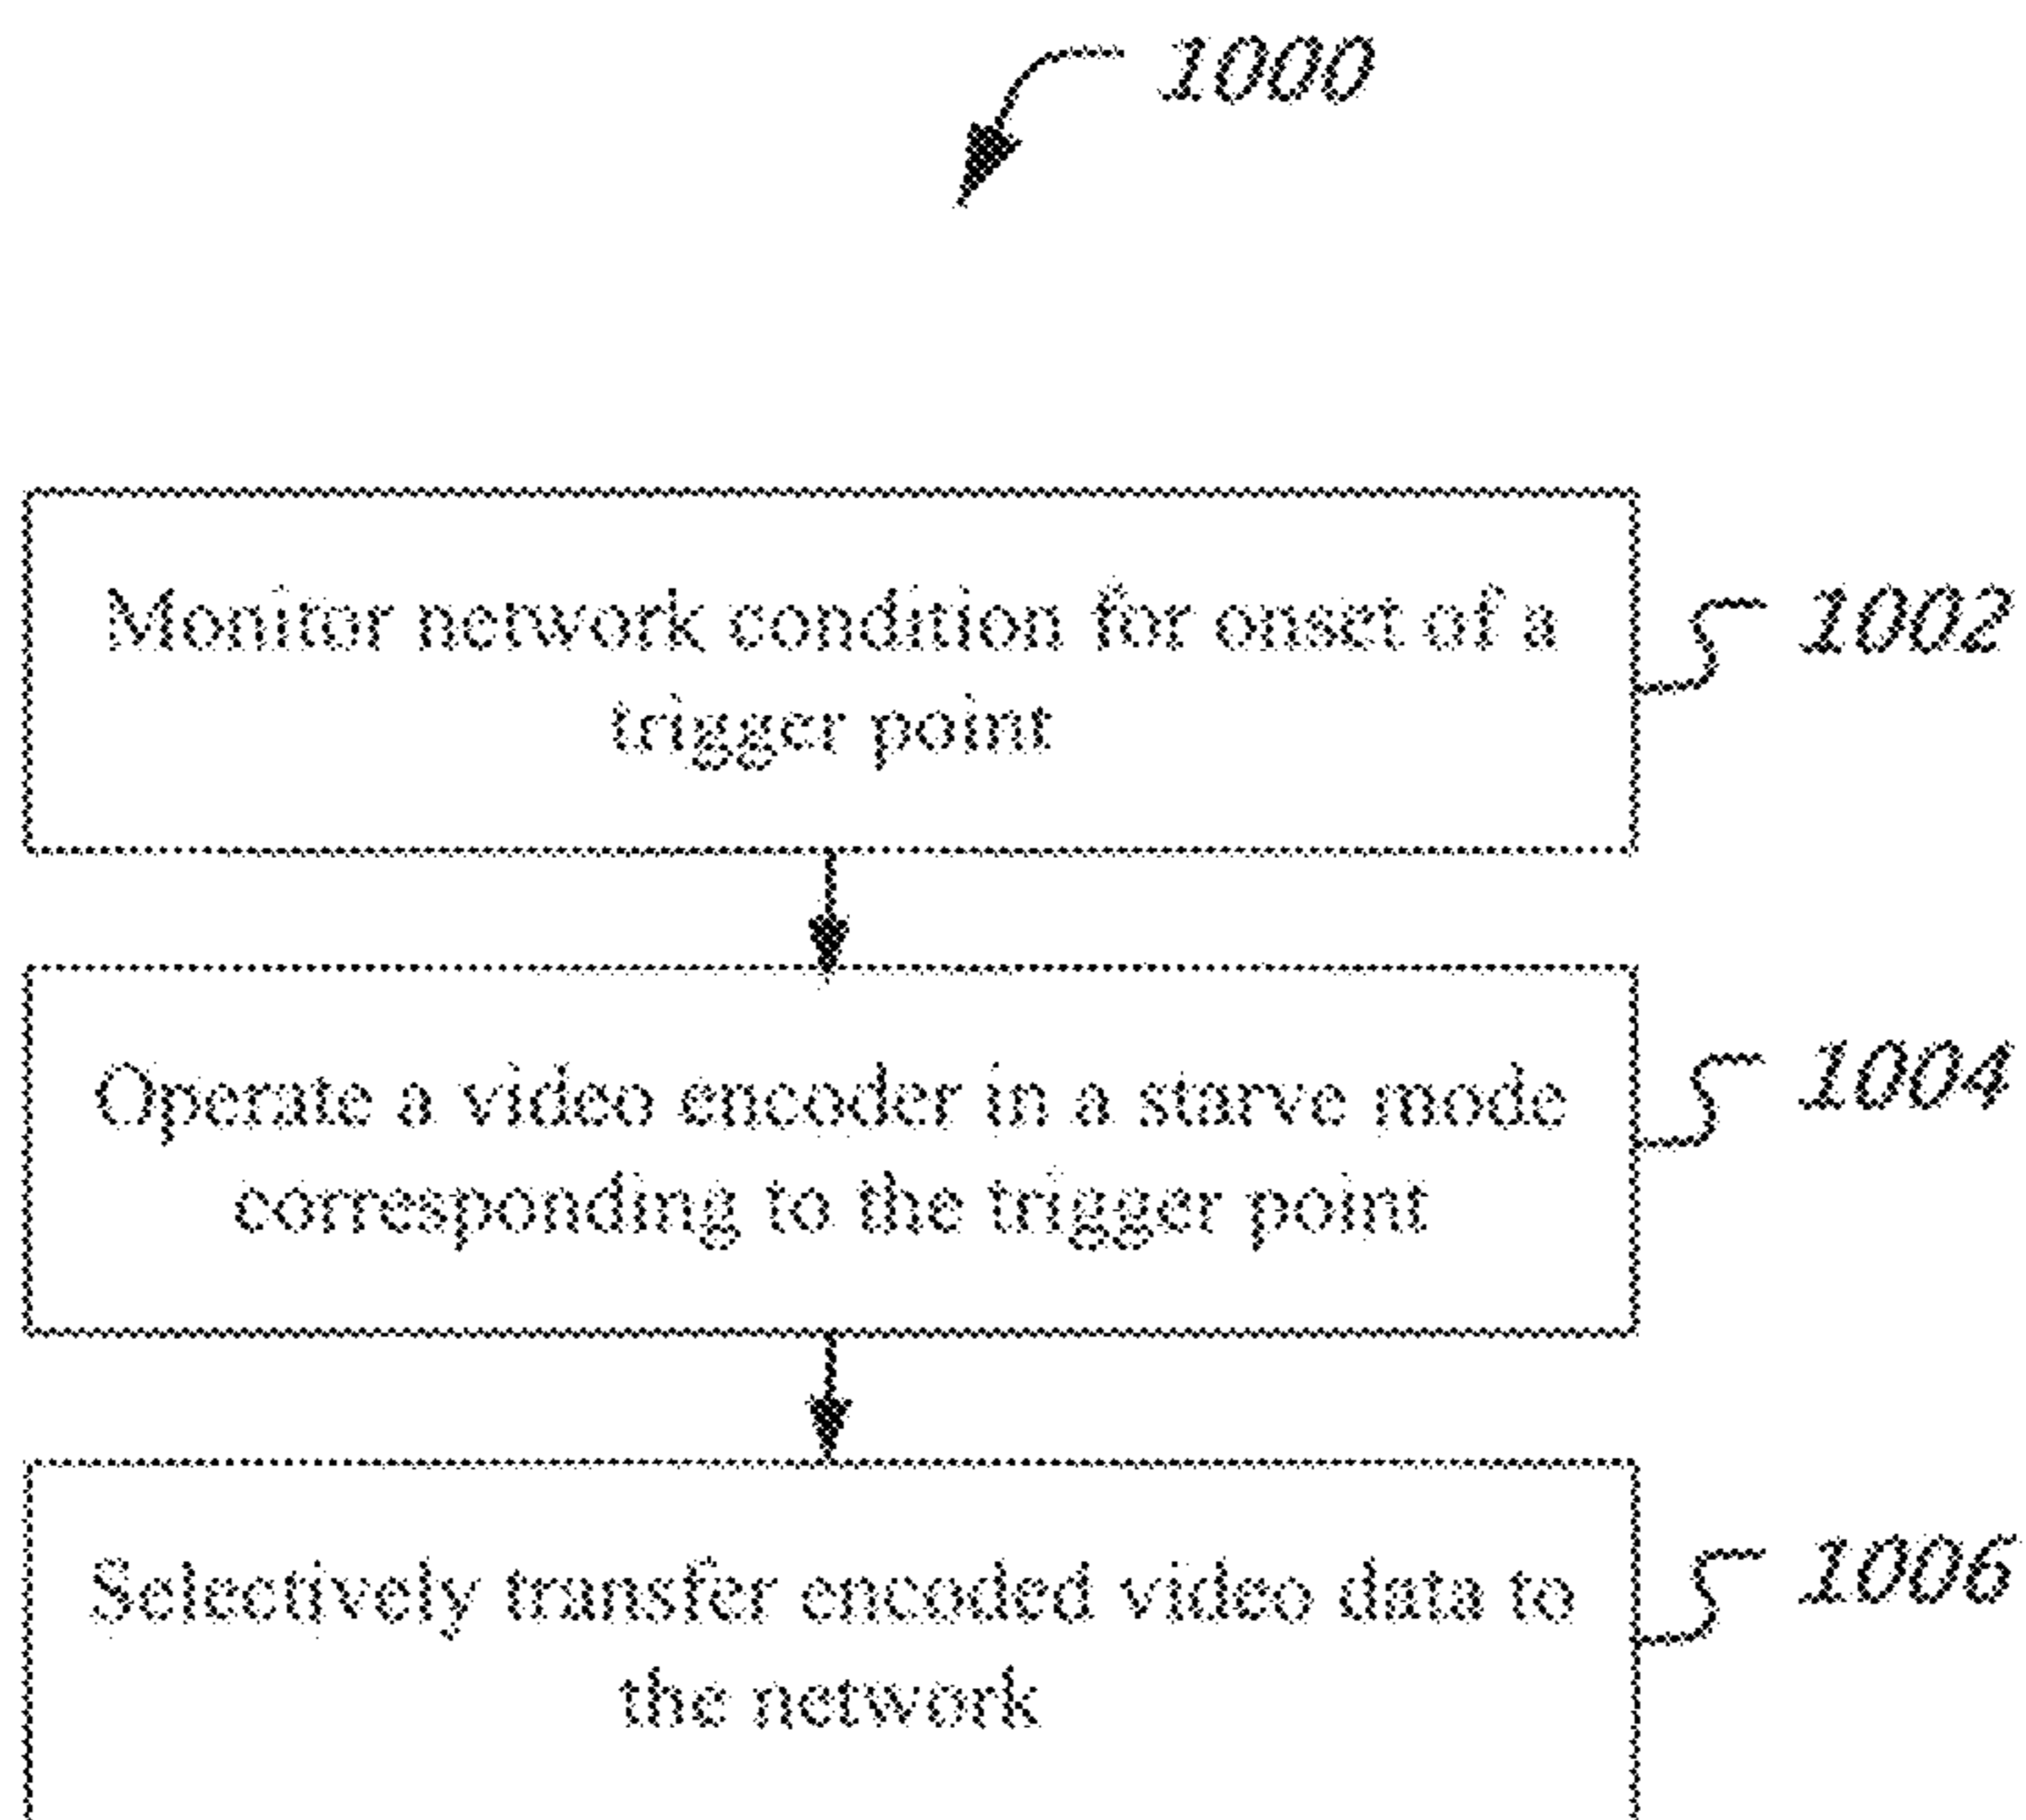 1000
Monitor network condition for onset of a
trigger point
1002
Operate a video encoder in a starve mode
corresponding to the trigger point
1004
Selectively transfer encoded video data to
the network
1006